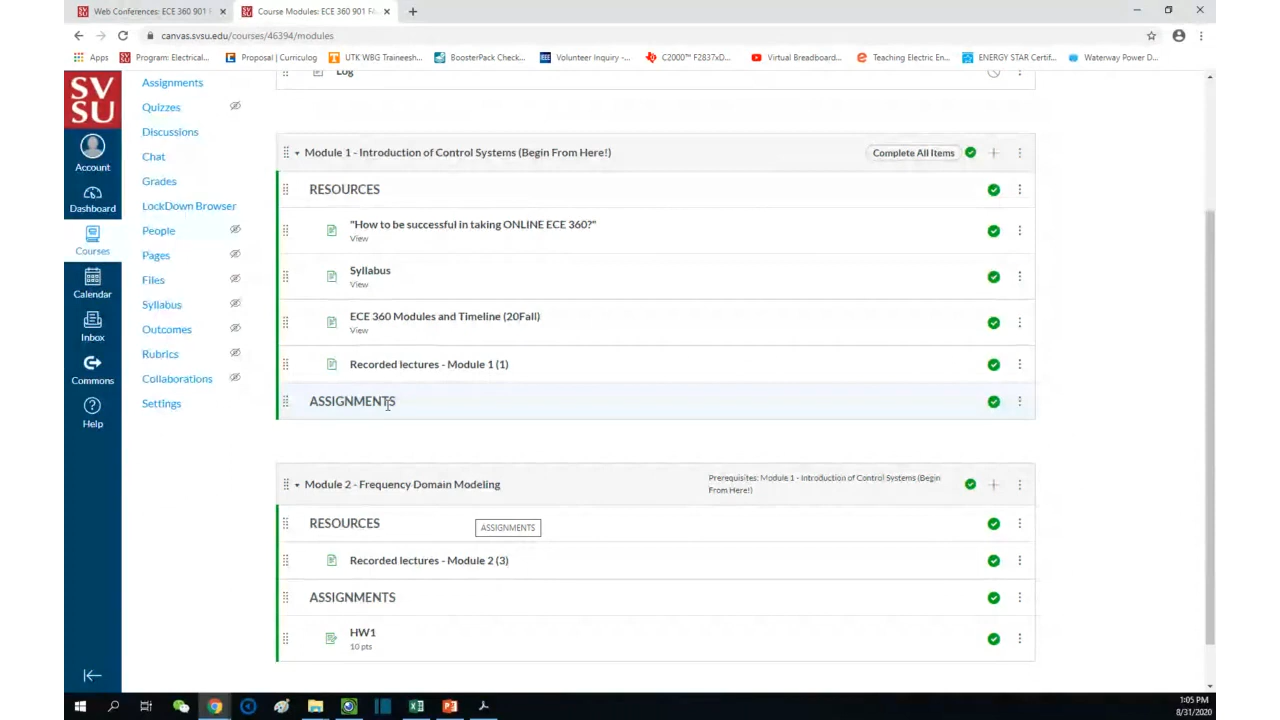 Web Conferences: ECE 360 901 F
Course Modules: ECE 360 901 FA
canvas.svsu.edu/courses/46394/modules
Apps
Program: Electrical...
Proposal | Curriculog
UTK WBG Traineesh...
BoosterPack Check...
Volunteer Inquiry -...
C2000™ F2837xD...
Virtual Breadboard...
Teaching Electric En...
ENERGY STAR Certif...
Waterway Power D...
SV
SU
Account
Dashboard
Courses
Calendar
Inbox
Commons
Help
Assignments
Quizzes
Discussions
Chat
Grades
LockDown Browser
People
Pages
Files
Syllabus
Outcomes
Rubrics
Collaborations
Settings
Log
Module 1 - Introduction of Control Systems (Begin From Here!)
Complete All Items
RESOURCES
"How to be successful in taking ONLINE ECE 360?"
View
Syllabus
View
ECE 360 Modules and Timeline (20Fall)
View
Recorded lectures - Module 1 (1)
ASSIGNMENTS
Module 2 - Frequency Domain Modeling
Prerequisites: Module 1 - Introduction of Control Systems (Begin
From Here!)
RESOURCES
ASSIGNMENTS
Recorded lectures - Module 2 (3)
ASSIGNMENTS
HW1
10 pts
1:05 PM
8/31/2020